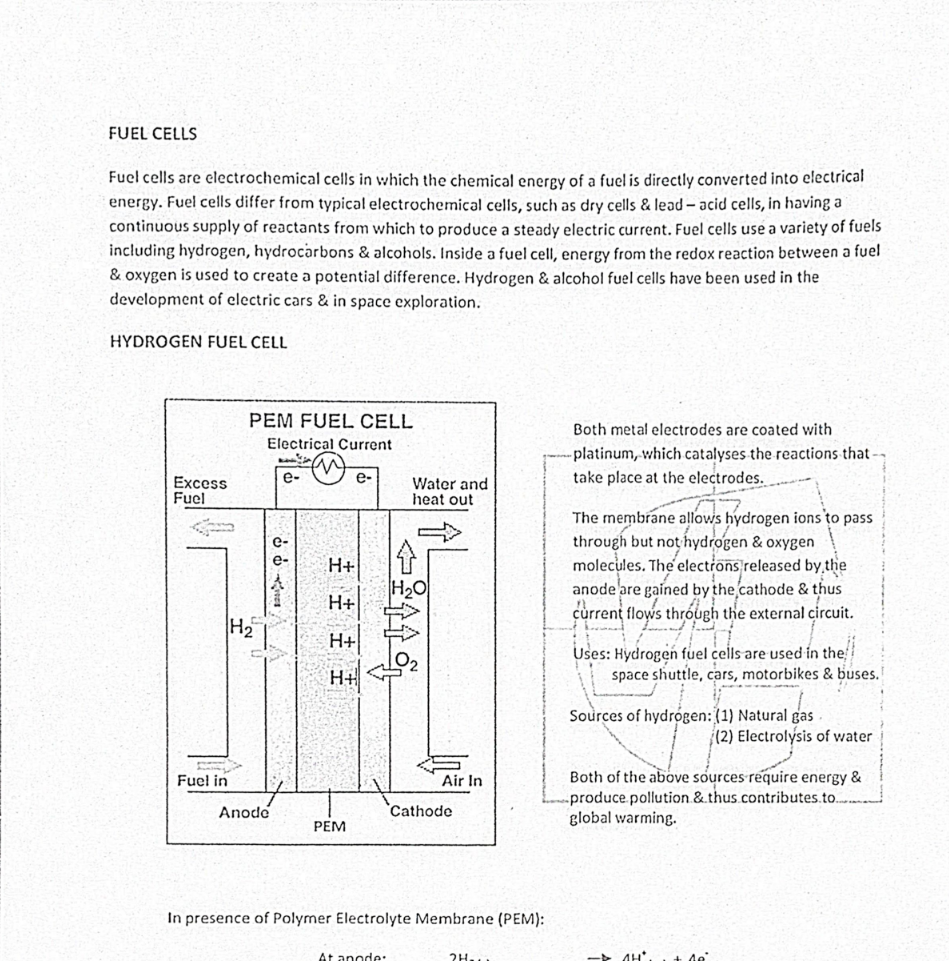 FUEL CELLS
Fuel cells are electrochemical cells in which the chemical energy of a fuel is directly converted into electrical
energy. Fuel cells differ from typical electrochemical cells, such as dry cells & lead – acid cells, in having a
continuous supply of reactants from which to produce a steady electric current. Fuel cells use a variety of fuels
including hydrogen, hydrocarbons & alcohols. Inside a fuel cell, energy from the redox reaction between a fuel
& oxygen is used to create a potential difference. Hydrogen & alcohol fuel cells have been used in the
development of electric cars & in space exploration.
HYDROGEN FUEL CELL
PEM FUEL CELL
Electrical Current
e- e-
Excess
Fuel
Water and
heat out
e-
e-
H+
H+
H+
H+
H₂
H₂O
O₂
Fuel in
Air In
Anode
PEM
Cathode
Both metal electrodes are coated with
platinum, which catalyses the reactions that
take place at the electrodes.
The membrane allows hydrogen ions to pass
through but not hydrogen & oxygen
molecules. The electrons released by the
anode are gained by the cathode & thus
current flows through the external circuit.
Uses: Hydrogen fuel cells are used in the
space shuttle, cars, motorbikes & buses.
Sources of hydrogen: (1) Natural gas
(2) Electrolysis of water
Both of the above sources require energy &
produce pollution & thus contributes to
global warming.
In presence of Polymer Electrolyte Membrane (PEM):
At anode: 2H₂ → 4H⁺ + 4e⁻